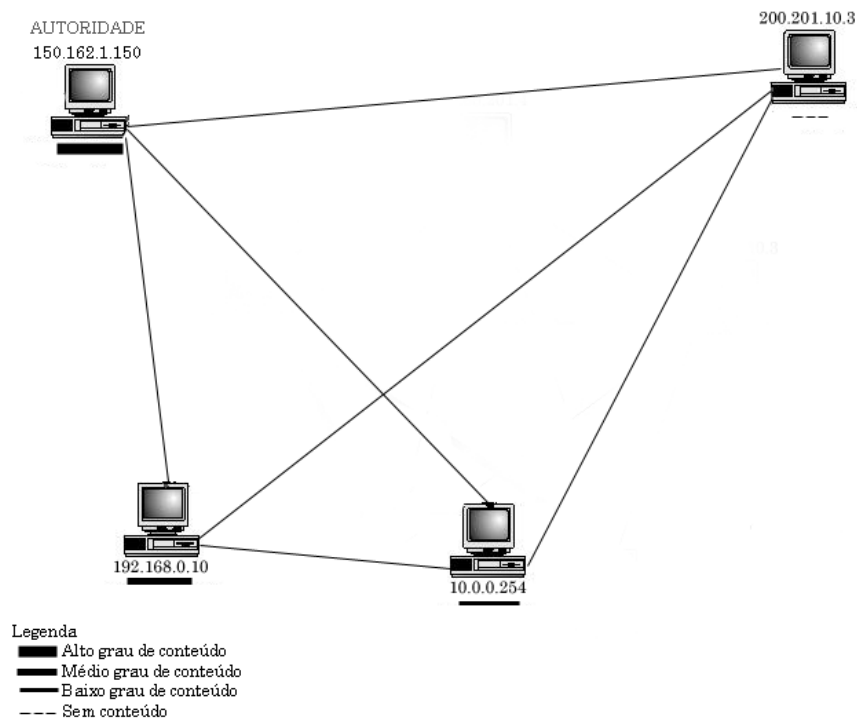 AUTORIDADE
150.162.1.150
200.201.10.3
192.168.0.10
10.0.0.254
Legenda
Alto grau de conteúdo
Médio grau de conteúdo
Baixo grau de conteúdo
Sem conteúdo